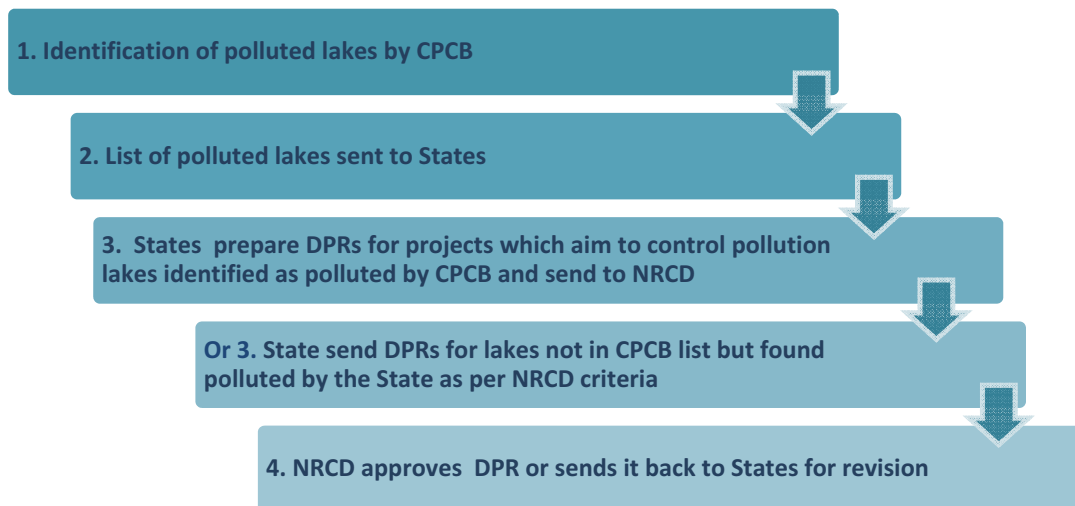 1. Identification of polluted lakes by CPCB
2. List of polluted lakes sent to States
3. States prepare DPRs for projects which aim to control pollution
lakes identified as polluted by CPCB and send to NRCD
Or 3. State send DPRs for lakes not in CPCB list but found
polluted by the State as per NRCD criteria
4. NRCD approves DPR or sends it back to States for revision